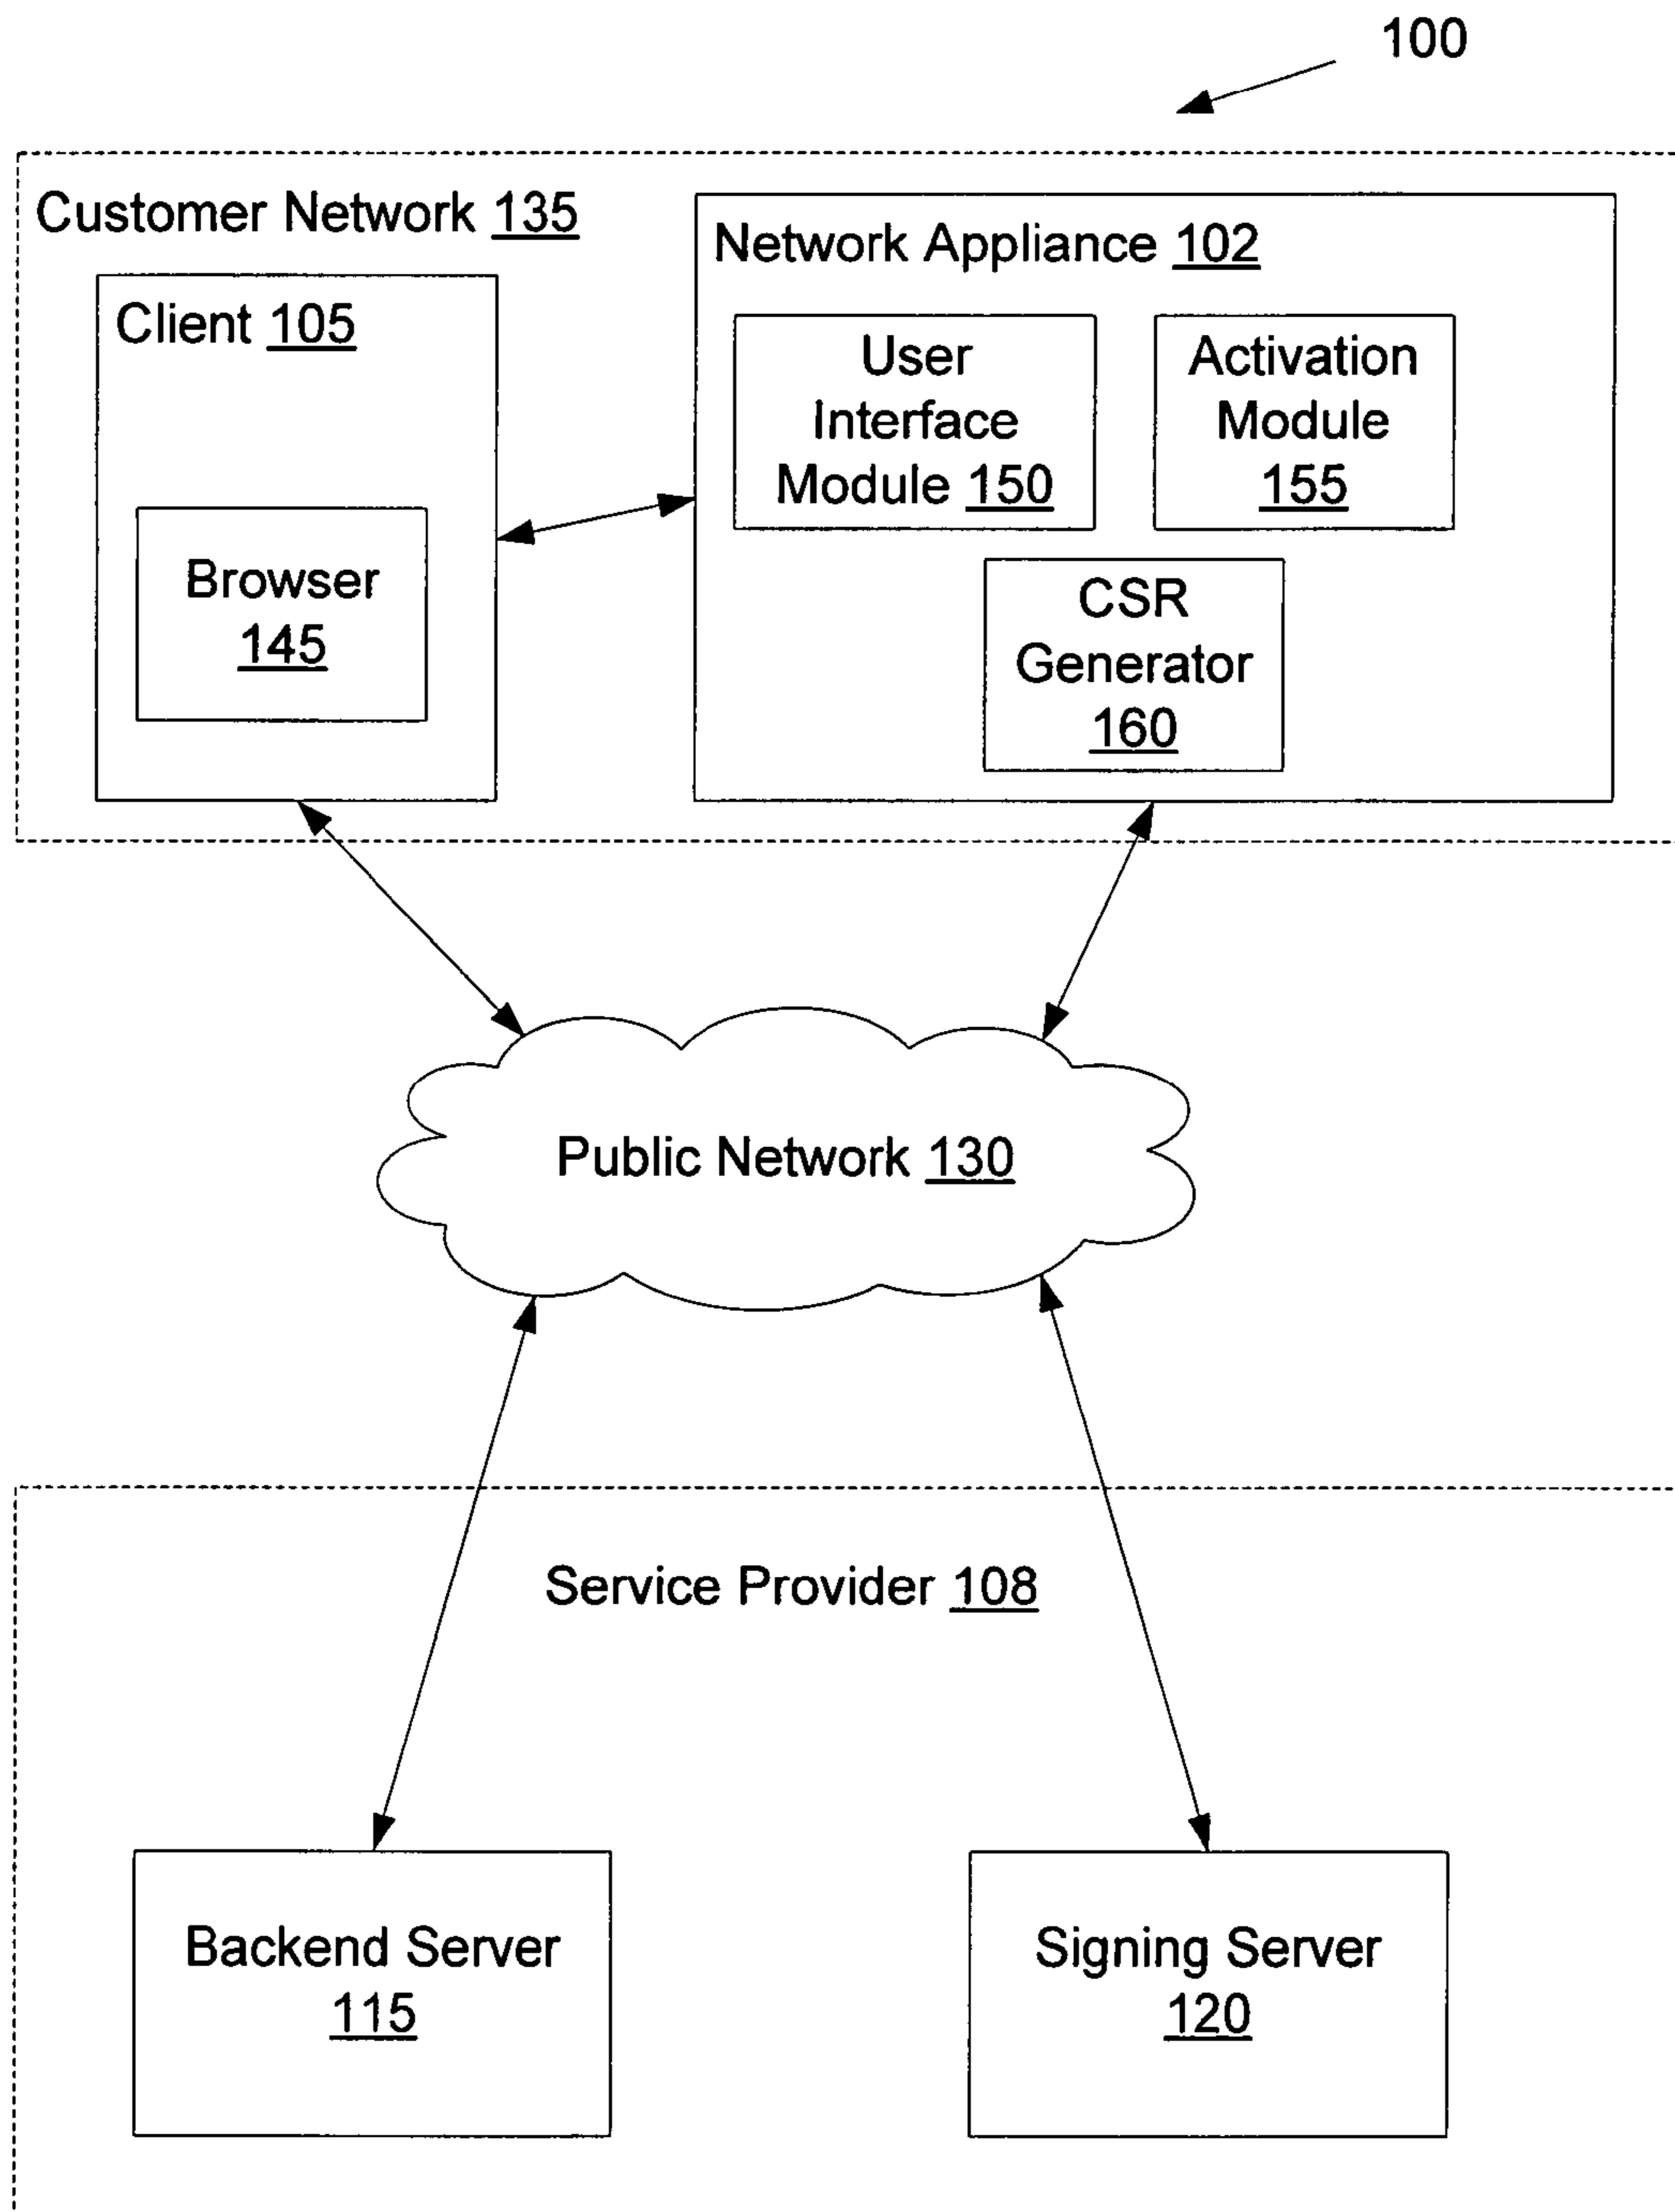 100
Customer Network 135
Network Appliance 102
Client 105
User
Interface
Module 150
Activation
Module
155
Browser
145
CSR
Generator
160
Public Network 130
Service Provider 108
Backend Server
115
Signing Server
120